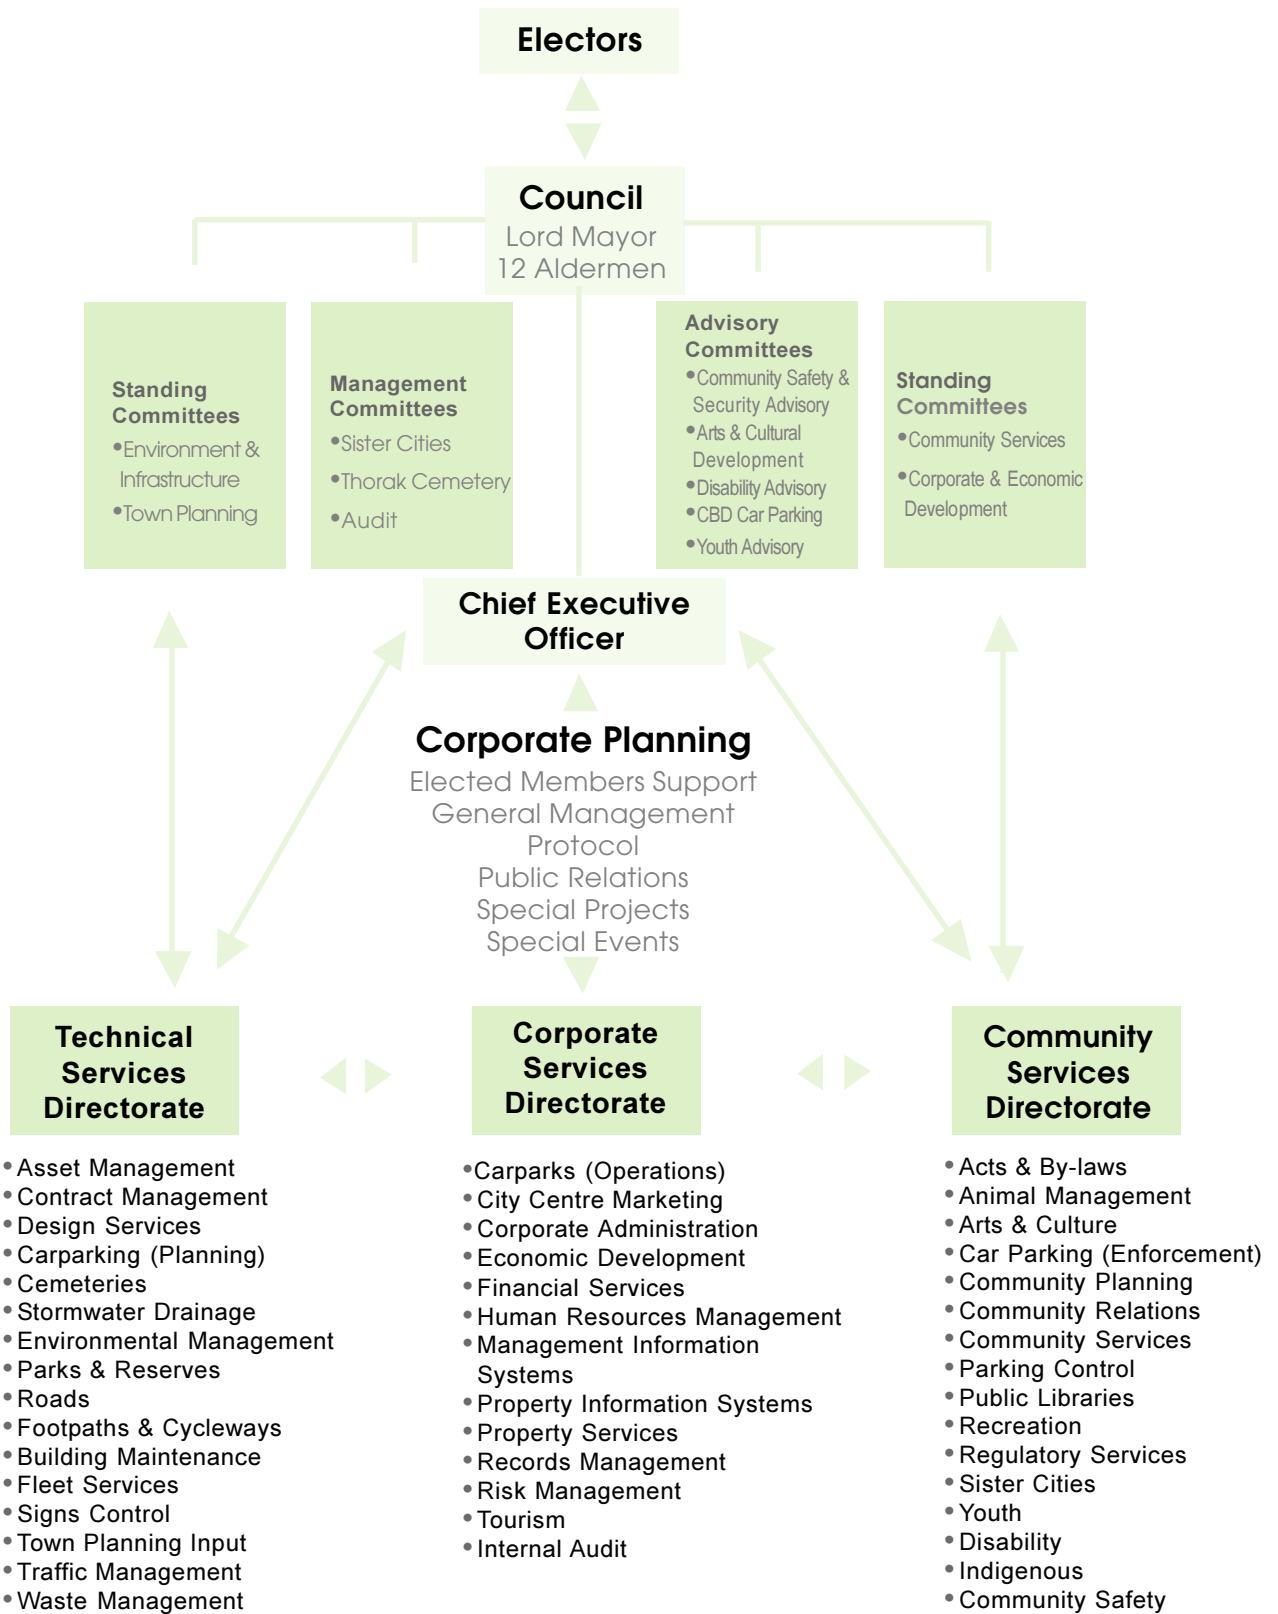 Electors
Council
Lord Mayor
12 Aldermen
Standing
Committees
•Environment &
Infrastructure
•Town Planning
Management
Committees
•Sister Cities
•Thorak Cemetery
•Audit
Advisory
Committees
•Community Safety &
Security Advisory
•Arts & Cultural
Development
•Disability Advisory
•CBD Car Parking
•Youth Advisory
Standing
Committees
•Community Services
•Corporate & Economic
Development
Chief Executive
Officer
Corporate Planning
Elected Members Support
General Management
Protocol
Public Relations
Special Projects
Special Events
Technical
Services
Directorate
•Asset Management
•Contract Management
•Design Services
•Carparking (Planning)
•Cemeteries
•Stormwater Drainage
•Environmental Management
•Parks & Reserves
•Roads
•Footpaths & Cycleways
•Building Maintenance
•Fleet Services
•Signs Control
•Town Planning Input
•Traffic Management
•Waste Management
Corporate
Services
Directorate
•Carparks (Operations)
•City Centre Marketing
•Corporate Administration
•Economic Development
•Financial Services
•Human Resources Management
•Management Information
Systems
•Property Information Systems
•Property Services
•Records Management
•Risk Management
•Tourism
•Internal Audit
Community
Services
Directorate
•Acts & By-laws
•Animal Management
•Arts & Culture
•Car Parking (Enforcement)
•Community Planning
•Community Relations
•Community Services
•Parking Control
•Public Libraries
•Recreation
•Regulatory Services
•Sister Cities
•Youth
•Disability
•Indigenous
•Community Safety